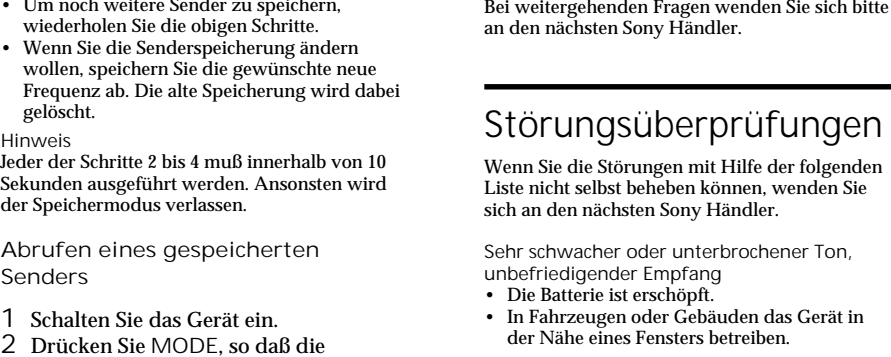 • Um noch weitere Sender zu speichern,
wiederholen Sie die obigen Schritte.
• Wenn Sie die Senderspeicherung ändern
wollen, speichern Sie die gewünschte neue
Frequenz ab. Die alte Speicherung wird dabei
gelöscht.
Hinweis
Jeder der Schritte 2 bis 4 muß innerhalb von 10
Sekunden ausgeführt werden. Ansonsten wird
der Speichermodus verlassen.
Abrufen eines gespeicherten
Senders
1 Schalten Sie das Gerät ein.
2 Drücken Sie MODE, so daß die
Bei weitergehenden Fragen wenden Sie sich bitte
an den nächsten Sony Händler.
Störungsüberprüfungen
Wenn Sie die Störungen mit Hilfe der folgenden
Liste nicht selbst beheben können, wenden Sie
sich an den nächsten Sony Händler.
Sehr schwacher oder unterbrochener Ton,
unbefriedigender Empfang
• Die Batterie ist erschöpft.
• In Fahrzeugen oder Gebäuden das Gerät in
der Nähe eines Fensters betreiben.